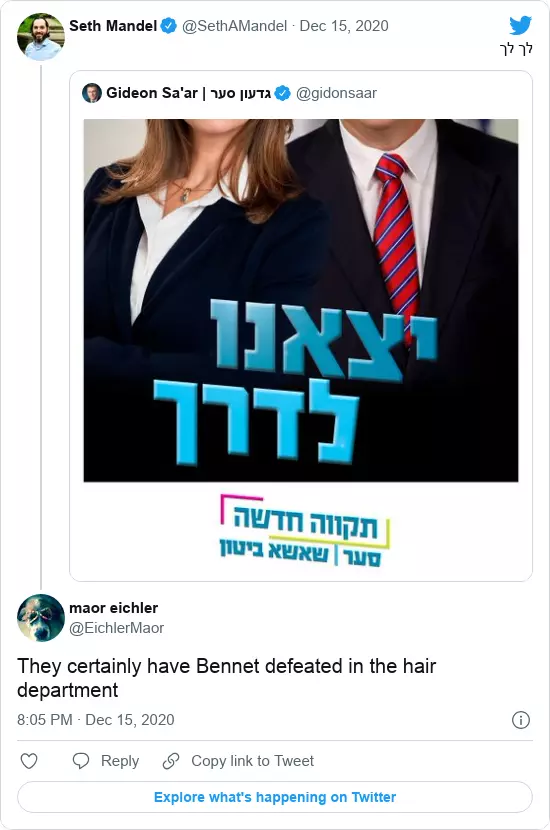 Seth Mandel @SethAMandel · Dec 15, 2020
לך לך
Gideon Sa'ar | גדעון סער @gidonsaar
יצאנו
לדרך
תקווה חדשה
סער | שאשא ביטון
maor eichler
@EichlerMaor
They certainly have Bennet defeated in the hair
department
8:05 PM · Dec 15, 2020
Reply
Copy link to Tweet
Explore what's happening on Twitter